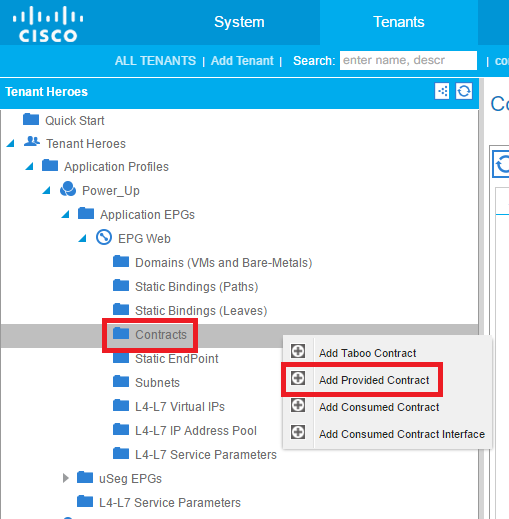 CISCO
System
Tenants
ALL TENANTS | Add Tenant | Search: enter name, descr | co
Tenant Heroes
Co
Quick Start
Tenant Heroes
Application Profiles
Power_Up
Application EPGs
EPG Web
Domains (VMs and Bare-Metals)
Static Bindings (Paths)
Static Bindings (Leaves)
Contracts
Static EndPoint
Subnets
L4-L7 Virtual IPs
L4-L7 IP Address Pool
L4-L7 Service Parameters
uSeg EPGs
L4-L7 Service Parameters
Add Taboo Contract
Add Provided Contract
Add Consumed Contract
Add Consumed Contract Interface